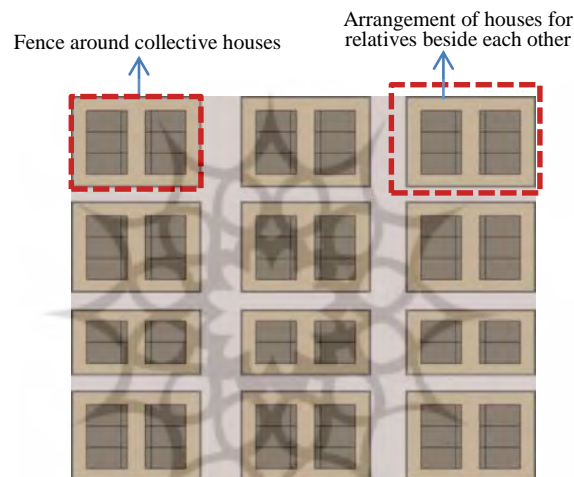 Fence around collective houses
Arrangement of houses for
relatives beside each other